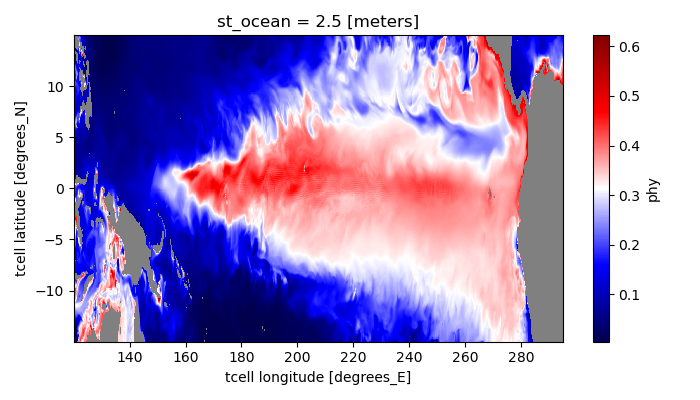 st_ocean = 2.5 [meters]
10
5
0
−5
−10
tcell latitude [degrees_N]
140 160 180 200 220 240 260 280
tcell longitude [degrees_E]
0.6
0.5
0.4
0.3
0.2
0.1
phy